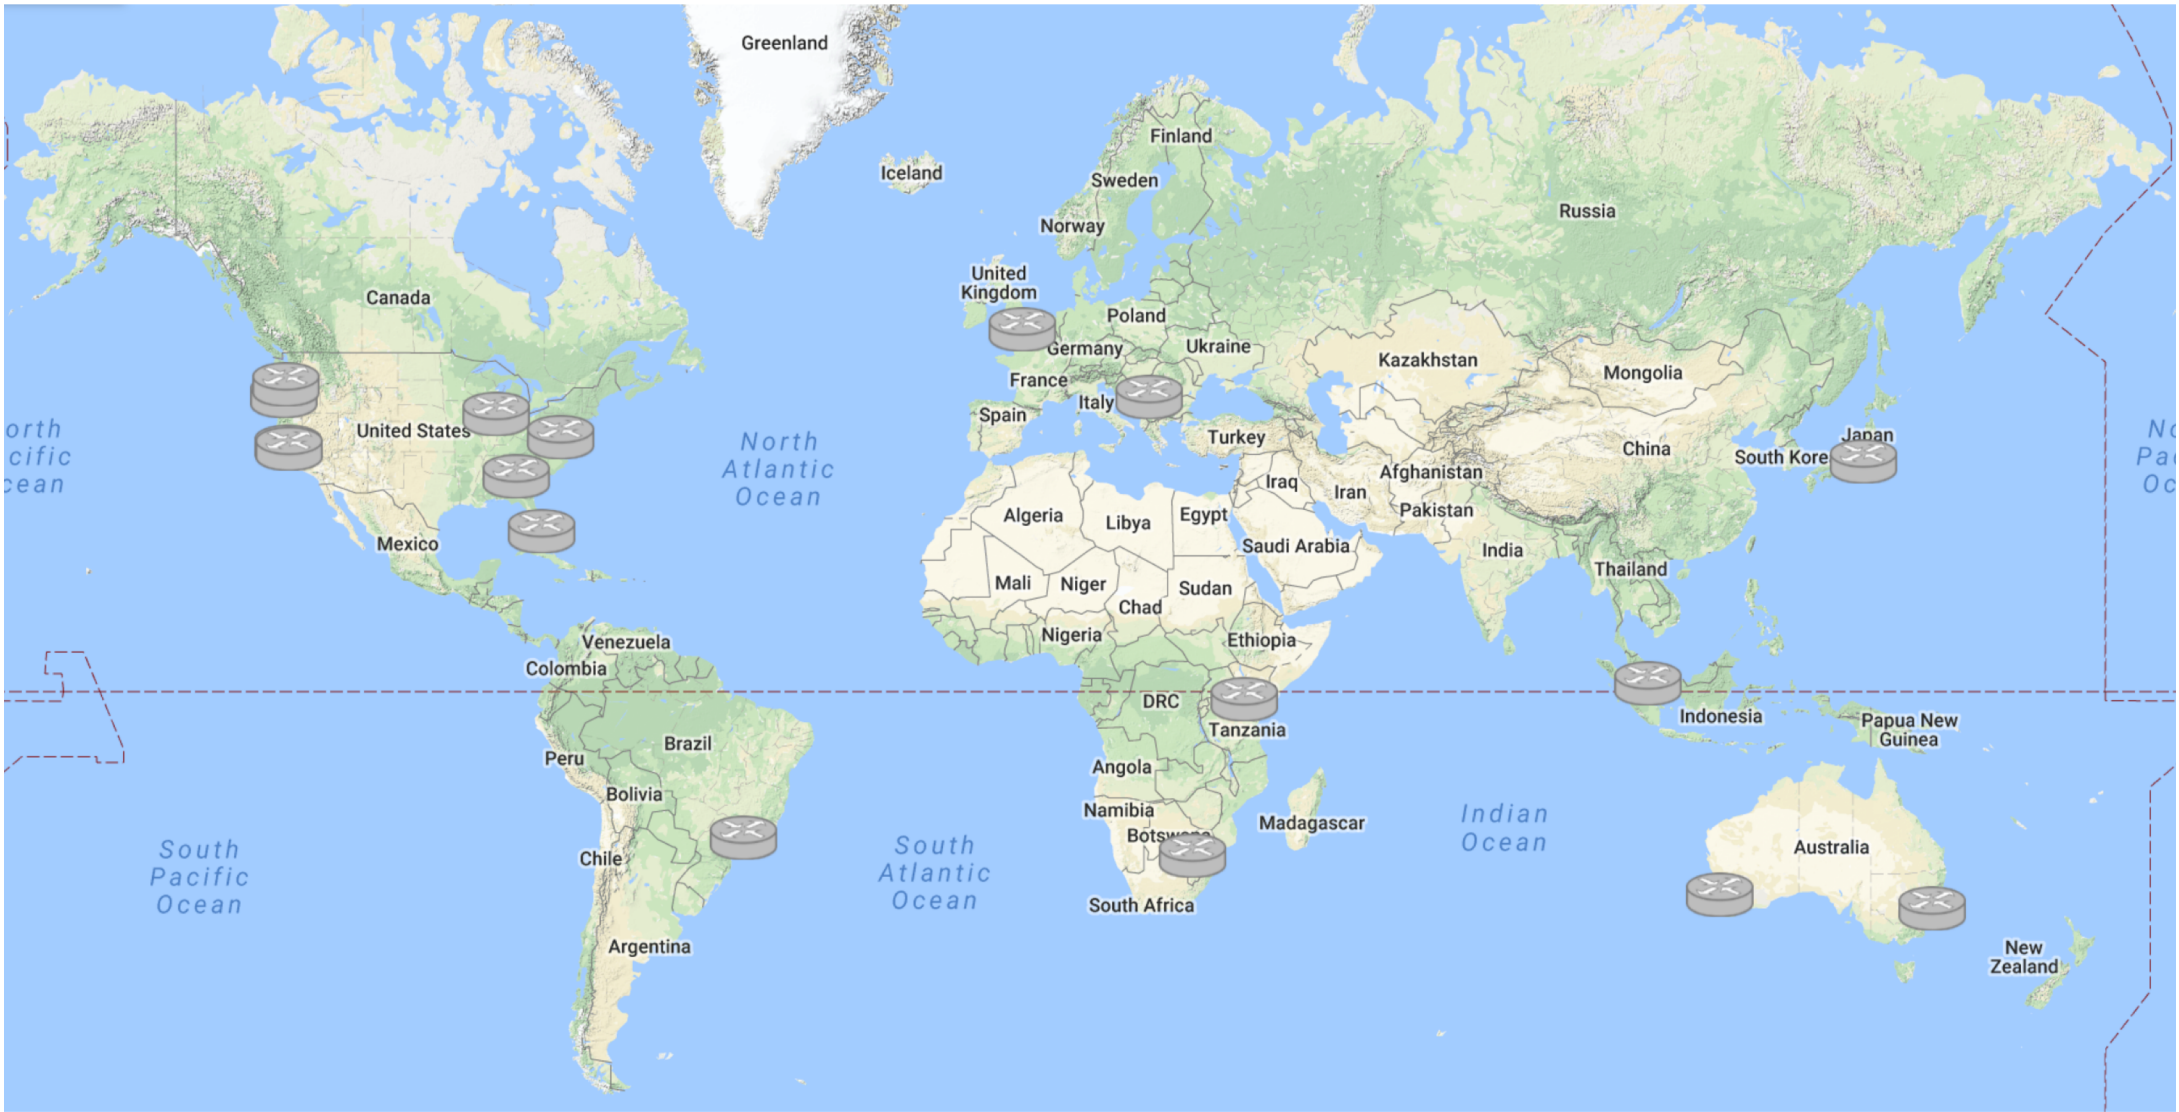 Greenland
Finland
Iceland
Sweden
Russia
Norway
United
Kingdom
Canada
Poland
Ukraine
Germany
Kazakhstan
Mongolia
France
Italy
Spain
United States
Turkey
Japan
China
South Kore
Afghanistan
Iraq
Iran
Pakistan
North
Atlantic
Ocean
orth
cific
cean
No
Pac
Oc
Algeria
Libya
Egypt
Saudi Arabia
India
Mexico
Thailand
Mali
Niger
Sudan
Chad
Nigeria
Ethiopia
Venezuela
Colombia
DRC
Tanzania
Indonesia
Papua New
Guinea
Brazil
Peru
Angola
Bolivia
Namibia
Botswana
Madagascar
Indian
Ocean
South
Pacific
Ocean
South
Atlantic
Ocean
Chile
Australia
South Africa
Argentina
New
Zealand